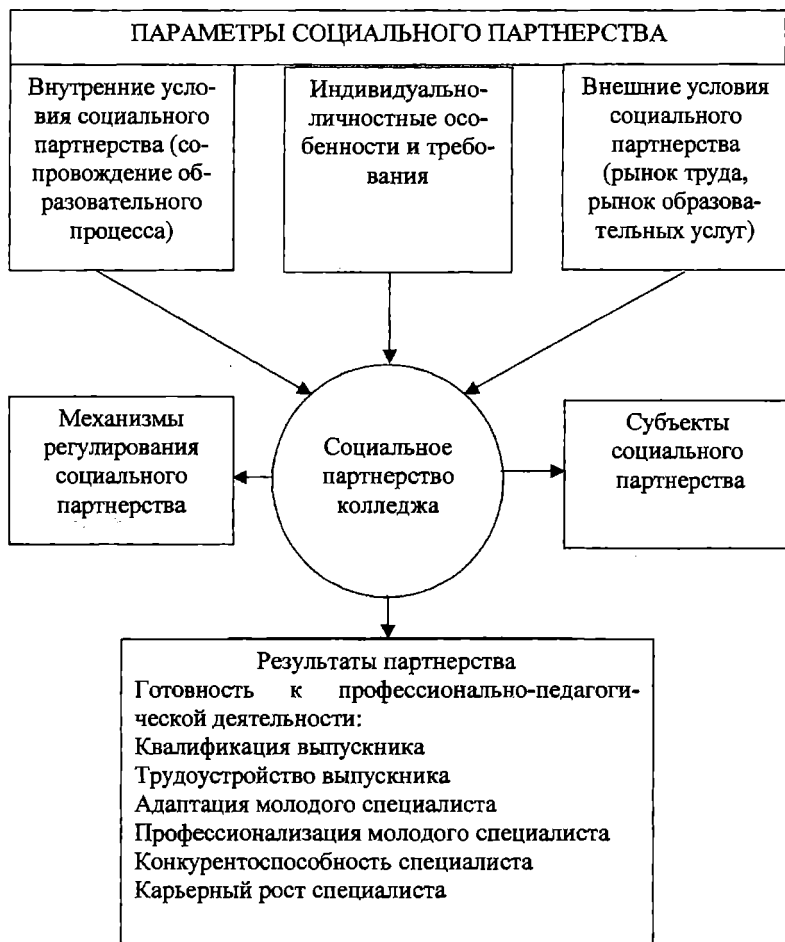 ПАРАМЕТРЫ СОЦИАЛЬНОГО ПАРТНЕРСТВА
Внутренние усло-
вия социального
партнерства (со-
провождение об-
разовательного
процесса)
Индивидуально-
личностные осо-
бенности и требо-
вания
Внешние условия
социального
партнерства
(рынок труда,
рынок образова-
тельных услуг)
Механизмы
регулирования
социального
партнерства
Социальное
партнерство
колледжа
Субъекты
социального
партнерства
Результаты партнерства
Готовность к профессионально-педагоги-
ческой деятельности:
Квалификация выпускника
Трудоустройство выпускника
Адаптация молодого специалиста
Профессионализация молодого специалиста
Конкурентоспособность специалиста
Карьерный рост специалиста